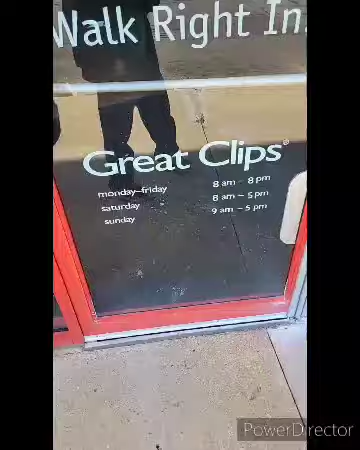 Walk Right In.
Great Clips®
monday–friday 8 am – 8 pm
saturday 8 am – 5 pm
sunday 9 am – 5 pm
PowerDirector